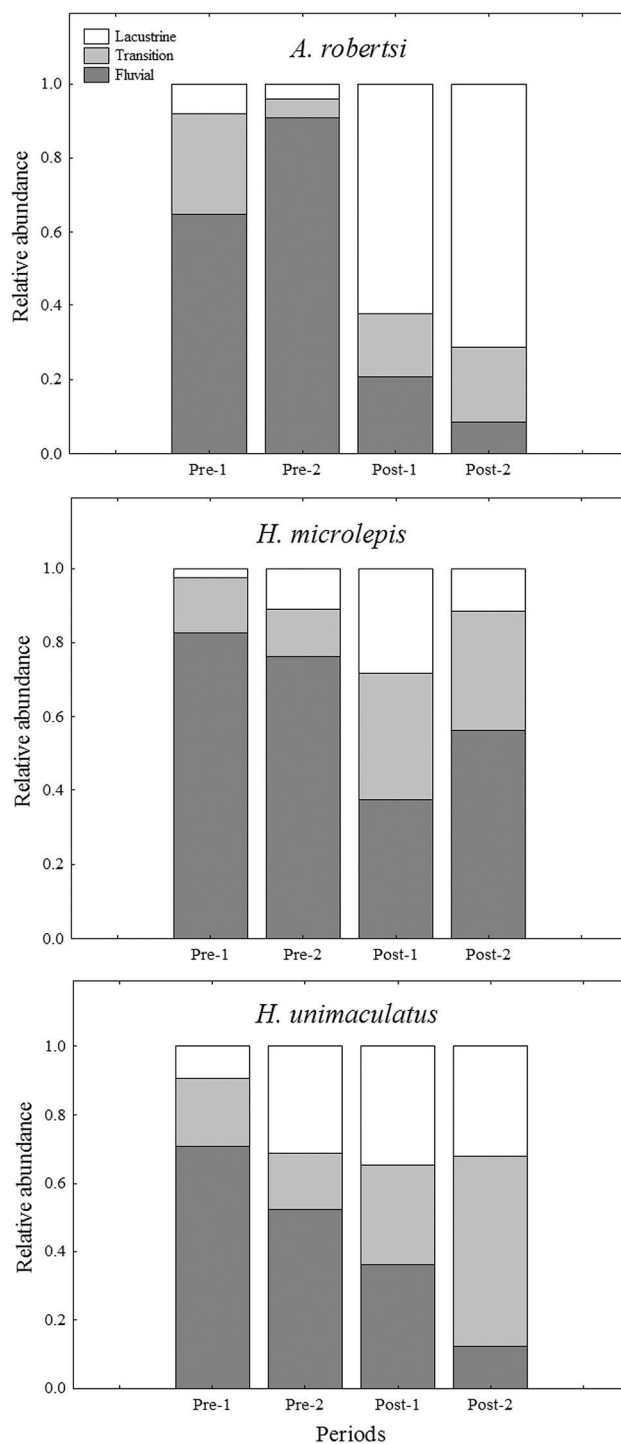 Lacustrine
Transition
Fluvial
A. robertsi
Relative abundance
1.0
0.8
0.6
0.4
0.2
0.0
Pre-1 Pre-2 Post-1 Post-2
H. microlepis
Relative abundance
1.0
0.8
0.6
0.4
0.2
0.0
Pre-1 Pre-2 Post-1 Post-2
H. unimaculatus
Relative abundance
1.0
0.8
0.6
0.4
0.2
0.0
Pre-1 Pre-2 Post-1 Post-2
Periods